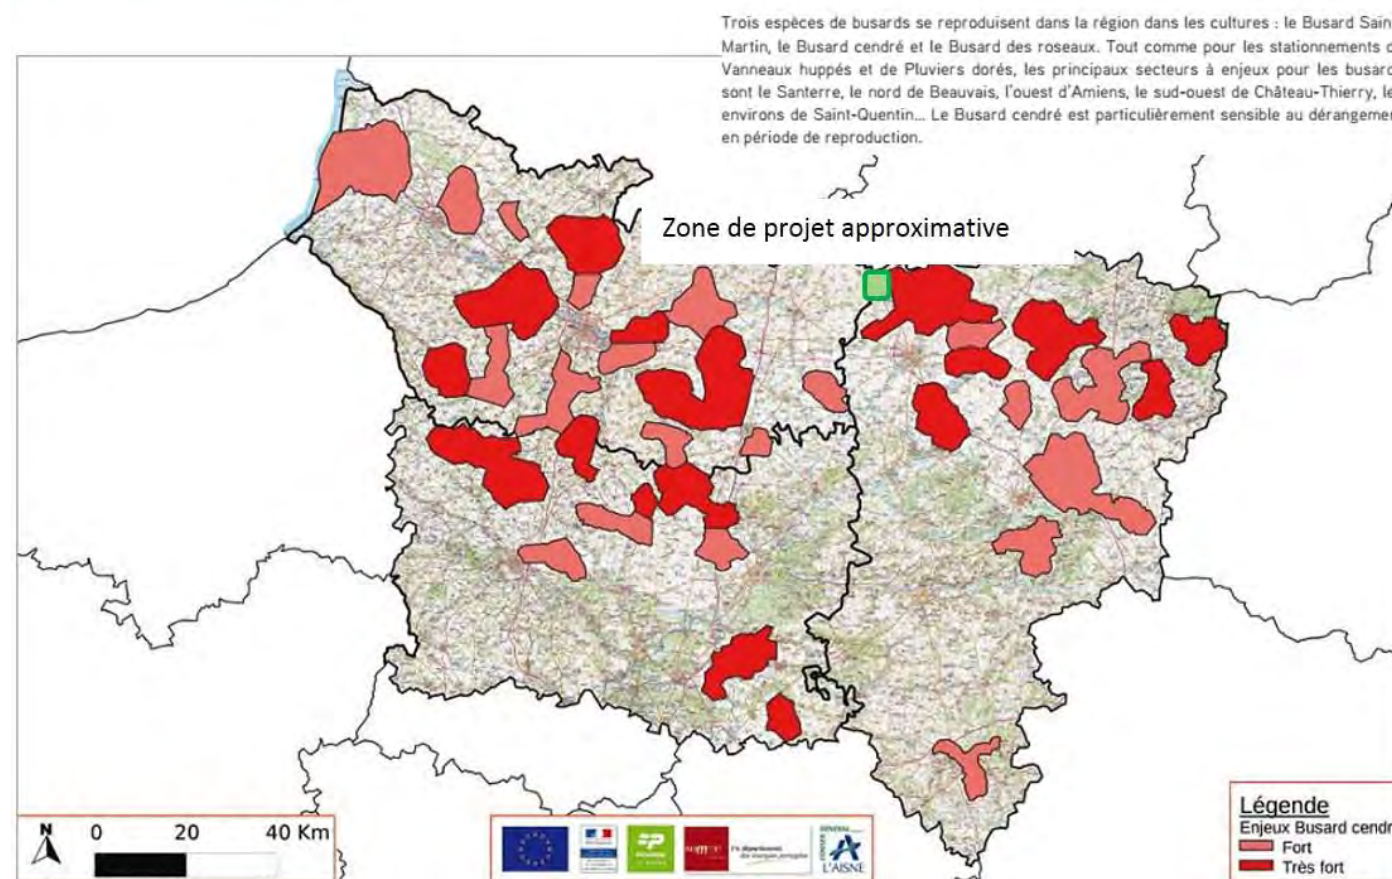 Trois espèces de busards se reproduisent dans la région dans les cultures : le Busard Sain
Martin, le Busard cendré et le Busard des roseaux. Tout comme pour les stationnements d
Vanneaux huppés et de Pluviers dorés, les principaux secteurs à enjeux pour les busard
sont le Santerre, le nord de Beauvais, l'ouest d'Amiens, le sud-ouest de Château-Thierry, le
environs de Saint-Quentin... Le Busard cendré est particulièrement sensible au dérangemer
en période de reproduction.
Zone de projet approximative
N
0 20 40 Km
L'AISNE
Légende
Enjeux Busard cendr
Fort
Très fort